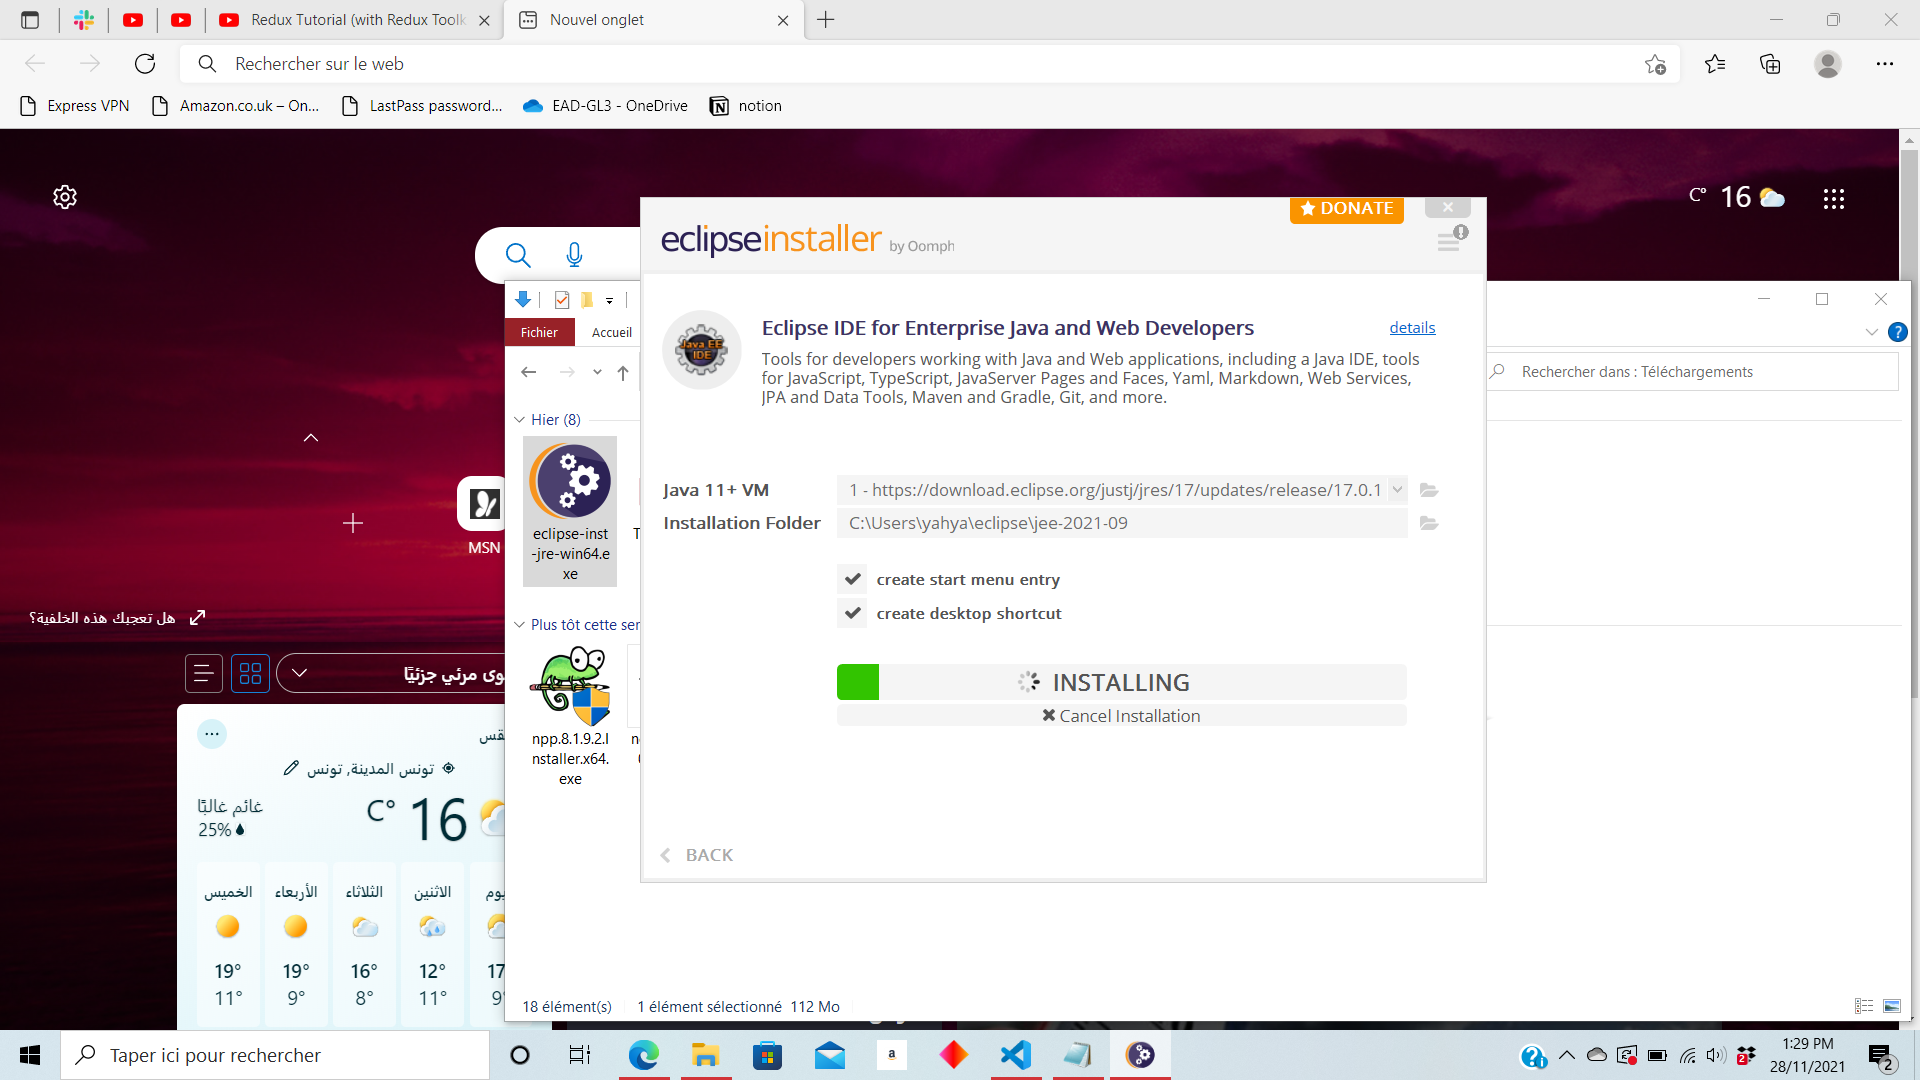 Redux Tutorial (with Redux Toolk
Nouvel onglet
Rechercher sur le web
Express VPN
Amazon.co.uk – On...
LastPass password...
EAD-GL3 - OneDrive
notion
C° 16
DONATE
eclipseinstaller by Oomph
Eclipse IDE for Enterprise Java and Web Developers
details
Tools for developers working with Java and Web applications, including a Java IDE, tools
for JavaScript, TypeScript, JavaServer Pages and Faces, Yaml, Markdown, Web Services,
JPA and Data Tools, Maven and Gradle, Git, and more.
Java EE
IDE
Java 11+ VM
1 - https://download.eclipse.org/justj/jres/17/updates/release/17.0.1
Installation Folder
C:\Users\yahya\eclipse\jee-2021-09
create start menu entry
create desktop shortcut
INSTALLING
Cancel Installation
BACK
Fichier
Accueil
Rechercher dans : Téléchargements
Hier (8)
eclipse-inst
-jre-win64.e
xe
Plus tôt cette
npp.8.1.9.2.I
nstaller.x64.
exe
18 élément(s)
1 élément sélectionné 112 Mo
MSN
هل تعجبك هذه الخلفية؟
مرئي جزئيًا
تونس المدينة, تونس
غائم غالبًا
25%
C° 16
الخميس
الأربعاء
الثلاثاء
الاثنين
19°
19°
16°
12°
17
11°
9°
8°
11°
9°
Taper ici pour rechercher
a
1:29 PM
28/11/2021
2
2